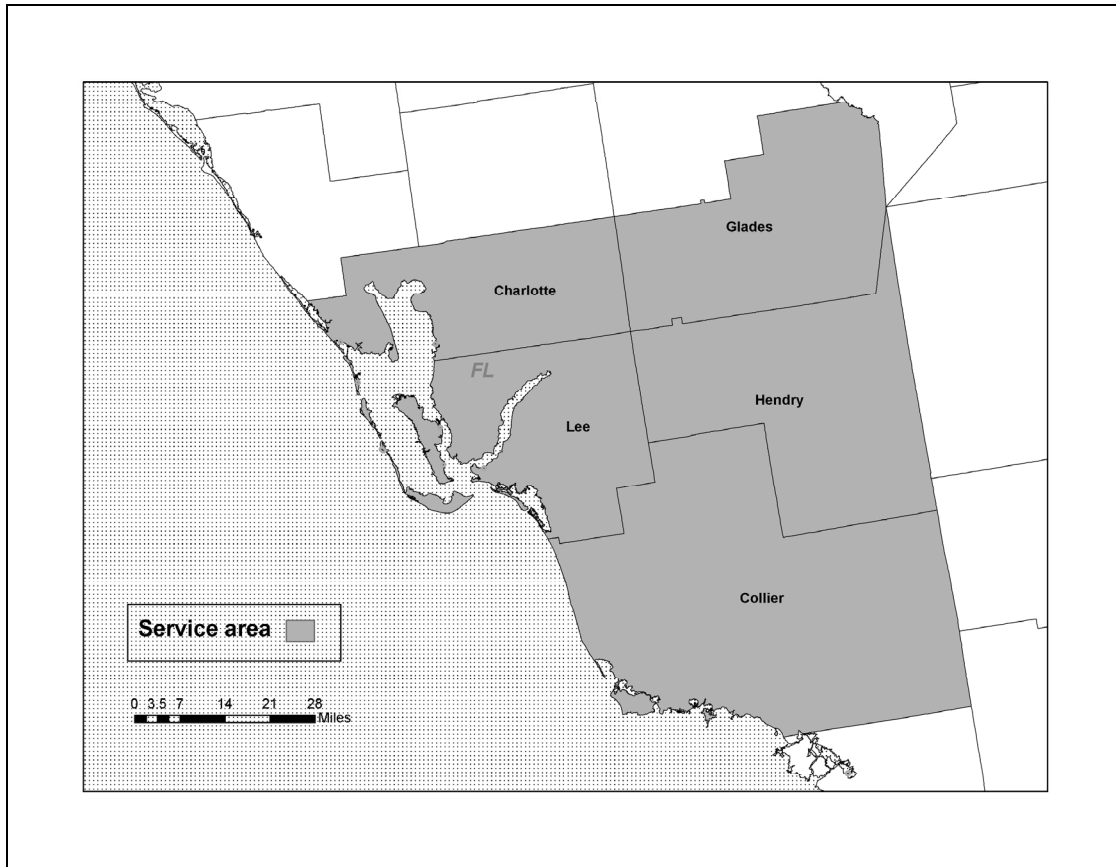 Glades
Charlotte
FL
Hendry
Lee
Collier
Service area
0 3.5 7 14 21 28
Miles